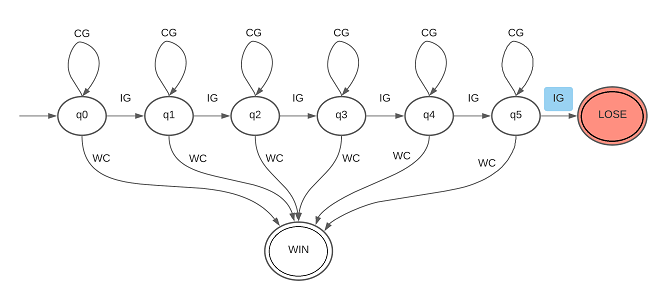 CG CG CG CG CG CG
IG IG IG IG IG IG
q0 q1 q2 q3 q4 q5 LOSE
WC WC WC WC WC WC
WIN